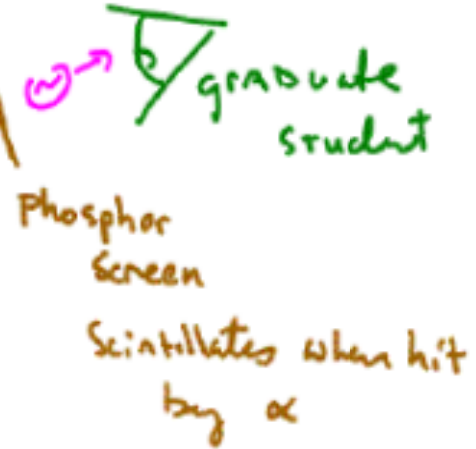 graduate
student
Phosphor
Screen
Scintillates when hit
by α